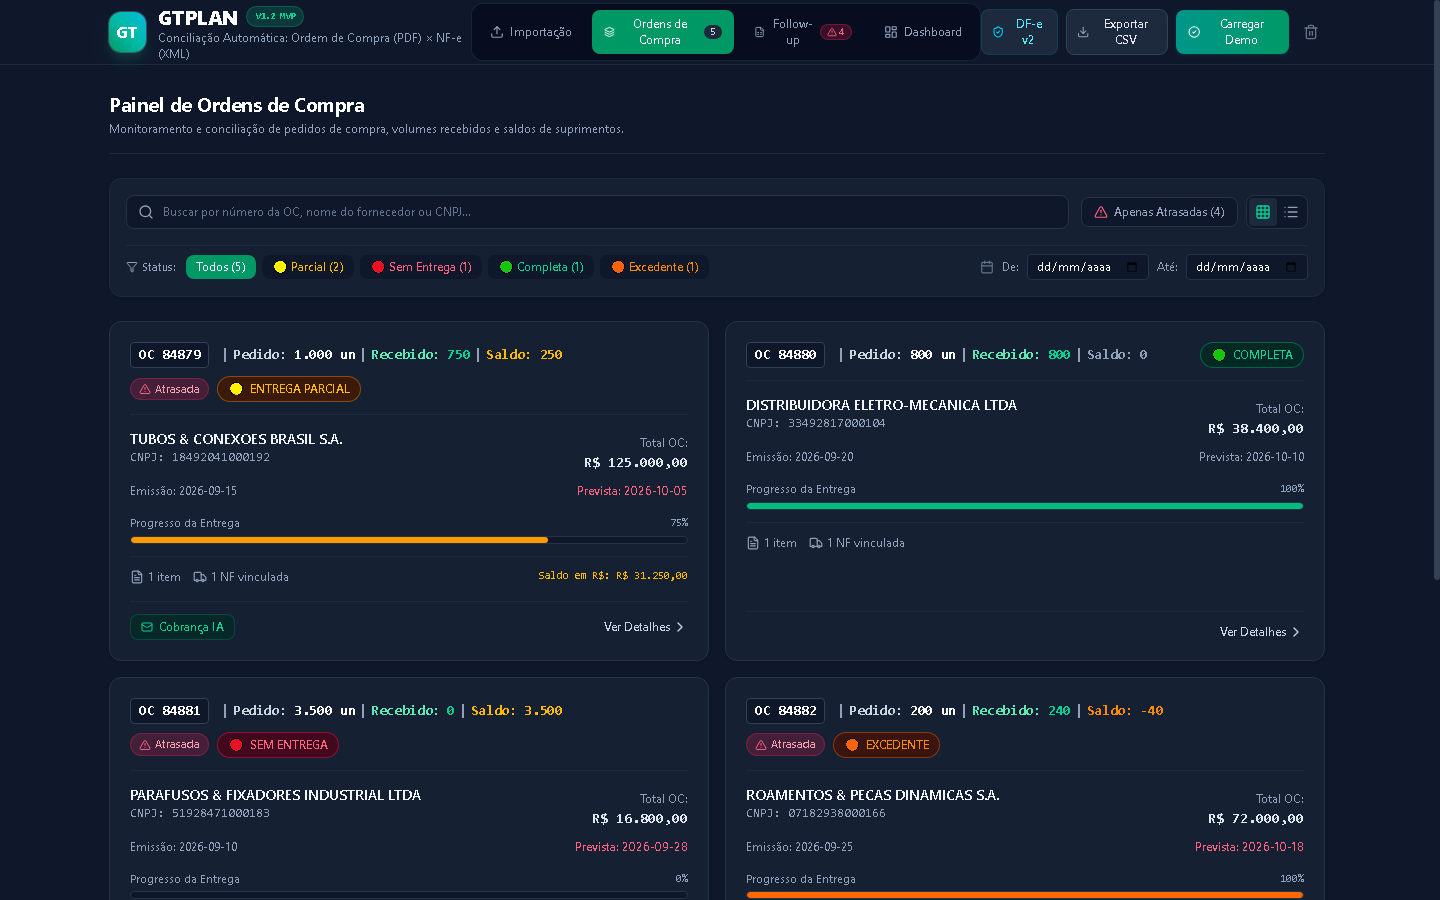 GT
GTPLAN
V1.2 MVP
Conciliação Automática: Ordem de Compra (PDF) × NF-e (XML)
Importação
Ordens de Compra
5
Follow-up
4
Dashboard
DF-e v2
Exportar CSV
Carregar Demo
Painel de Ordens de Compra
Monitoramento e conciliação de pedidos de compra, volumes recebidos e saldos de suprimentos.
Buscar por número da OC, nome do fornecedor ou CNPJ...
Apenas Atrasadas (4)
Status:
Todos (5)
Parcial (2)
Sem Entrega (1)
Completa (1)
Excedente (1)
De:
dd/mm/aaaa
Até:
dd/mm/aaaa
OC 84879
| Pedido: 1.000 un | Recebido: 750 | Saldo: 250
Atrasada
ENTREGA PARCIAL
TUBOS & CONEXOES BRASIL S.A.
CNPJ: 18492041000192
Total OC:
R$ 125.000,00
Emissão: 2026-09-15
Prevista: 2026-10-05
Progresso da Entrega
75%
1 item
1 NF vinculada
Saldo em R$: R$ 31.250,00
Cobrança IA
Ver Detalhes
OC 84880
| Pedido: 800 un | Recebido: 800 | Saldo: 0
COMPLETA
DISTRIBUIDORA ELETRO-MECANICA LTDA
CNPJ: 33492817000104
Total OC:
R$ 38.400,00
Emissão: 2026-09-20
Prevista: 2026-10-10
Progresso da Entrega
100%
1 item
1 NF vinculada
Ver Detalhes
OC 84881
| Pedido: 3.500 un | Recebido: 0 | Saldo: 3.500
Atrasada
SEM ENTREGA
PARAFUSOS & FIXADORES INDUSTRIAL LTDA
CNPJ: 51928471000183
Total OC:
R$ 16.800,00
Emissão: 2026-09-10
Prevista: 2026-09-28
Progresso da Entrega
0%
OC 84882
| Pedido: 200 un | Recebido: 240 | Saldo: -40
Atrasada
EXCEDENTE
ROAMENTOS & PECAS DINAMICAS S.A.
CNPJ: 07182938000166
Total OC:
R$ 72.000,00
Emissão: 2026-09-25
Prevista: 2026-10-18
Progresso da Entrega
100%